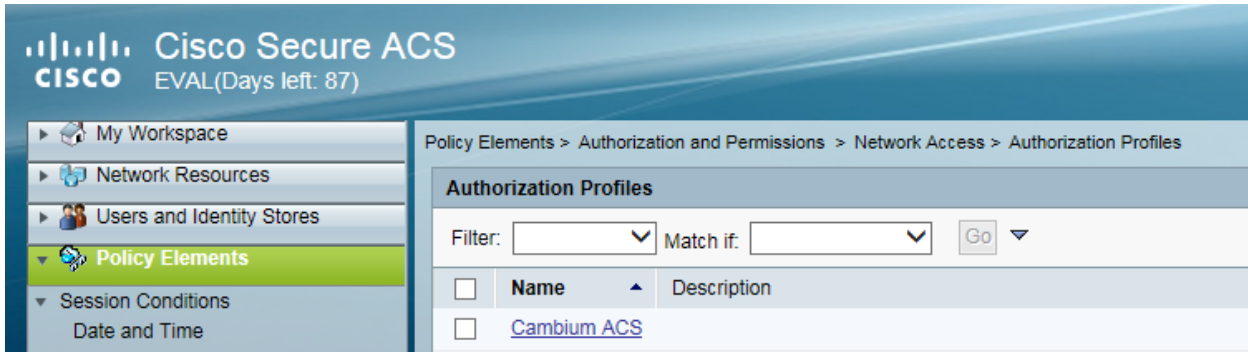 Cisco Secure ACS
CISCO EVAL(Days left: 87)
My Workspace
Network Resources
Users and Identity Stores
Policy Elements
Session Conditions
Date and Time
Policy Elements > Authorization and Permissions > Network Access > Authorization Profiles
Authorization Profiles
Filter: Match if: Go
Name Description
Cambium ACS